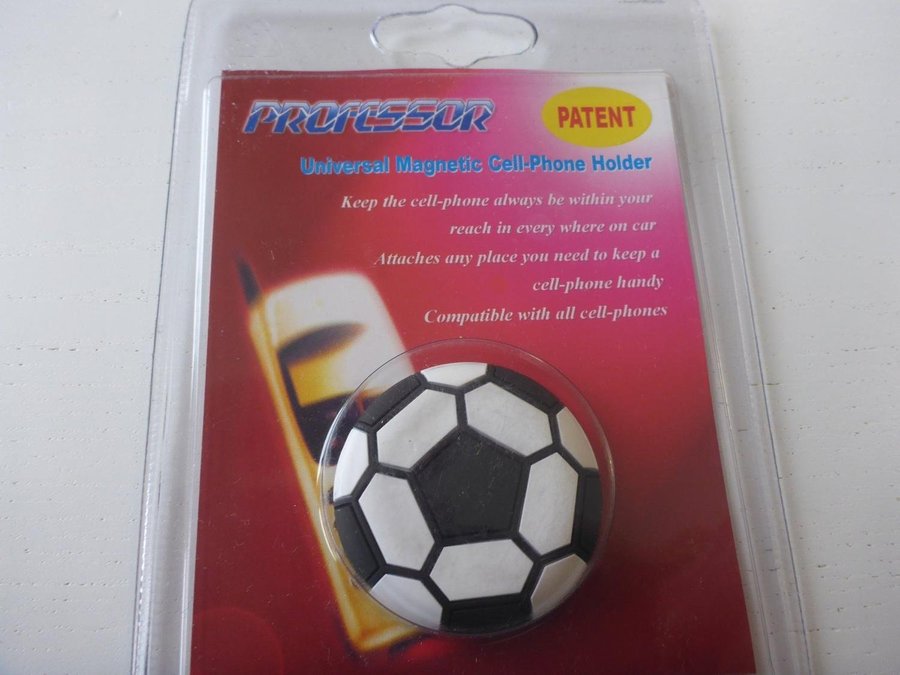 PROFESSOR
PATENT
Universal Magnetic Cell-Phone Holder
Keep the cell-phone always be within your
reach in every where on car
Attaches any place you need to keep a
cell-phone handy
Compatible with all cell-phones